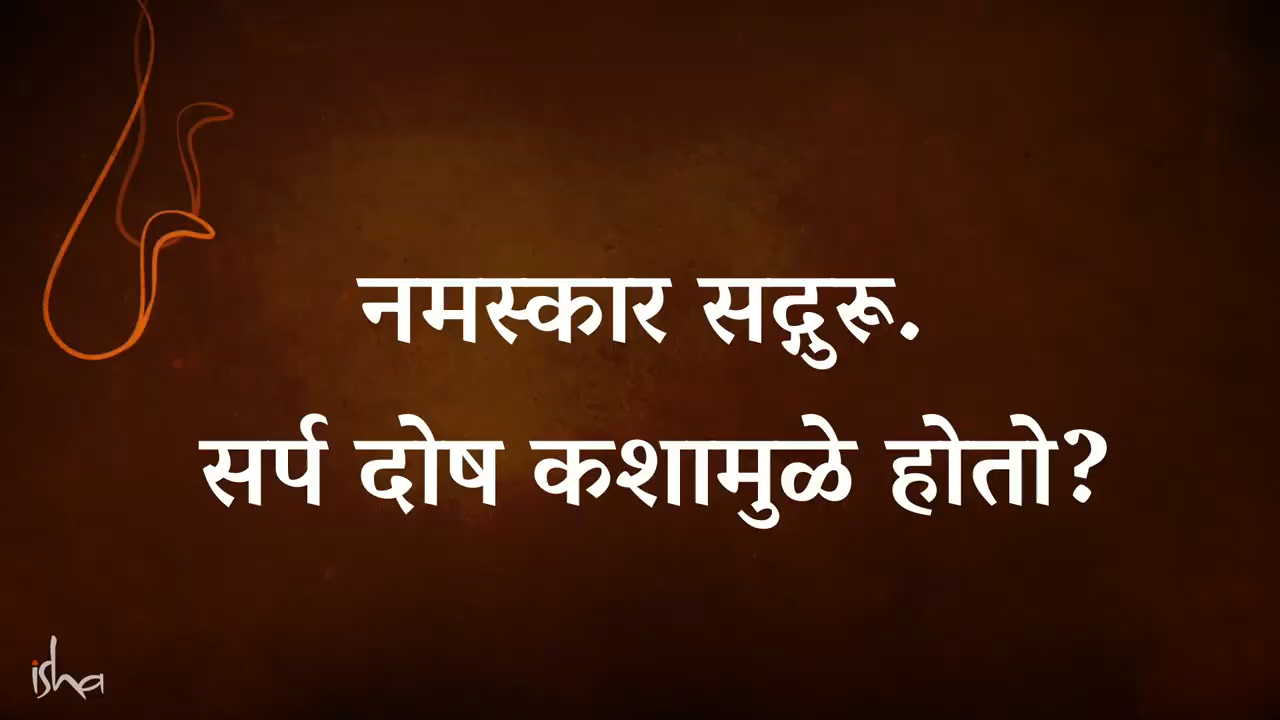 नमस्कार सद्गुरू.
सर्प दोष कशामुळे होतो?
isha